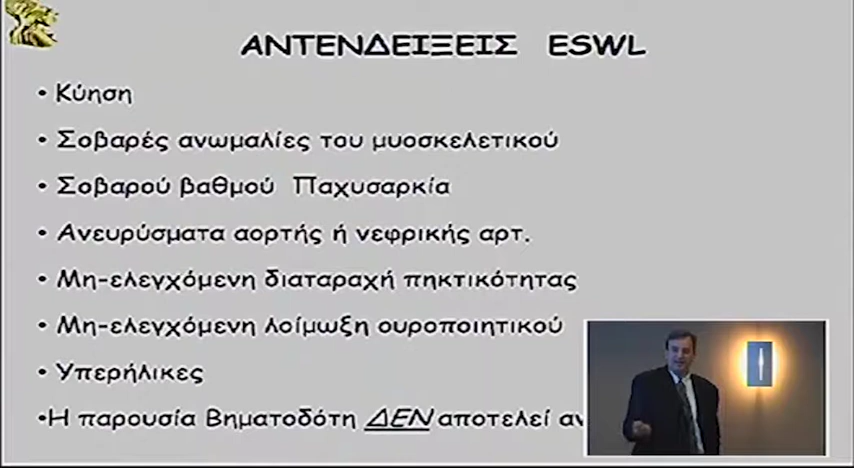 ΑΝΤΕΝΔΕΙΞΕΙΣ ESWL
• Κύηση
• Σοβαρές ανωμαλίες του μυοσκελετικού
• Σοβαρού βαθμού Παχυσαρκία
• Ανευρύσματα αορτής ή νεφρικής αρτ.
• Μη-ελεγχόμενη διαταραχή πηκτικότητας
• Μη-ελεγχόμενη λοίμωξη ουροποιητικού
• Υπερήλικες
•Η παρουσία Βηματοδότη ΔΕΝ αποτελεί